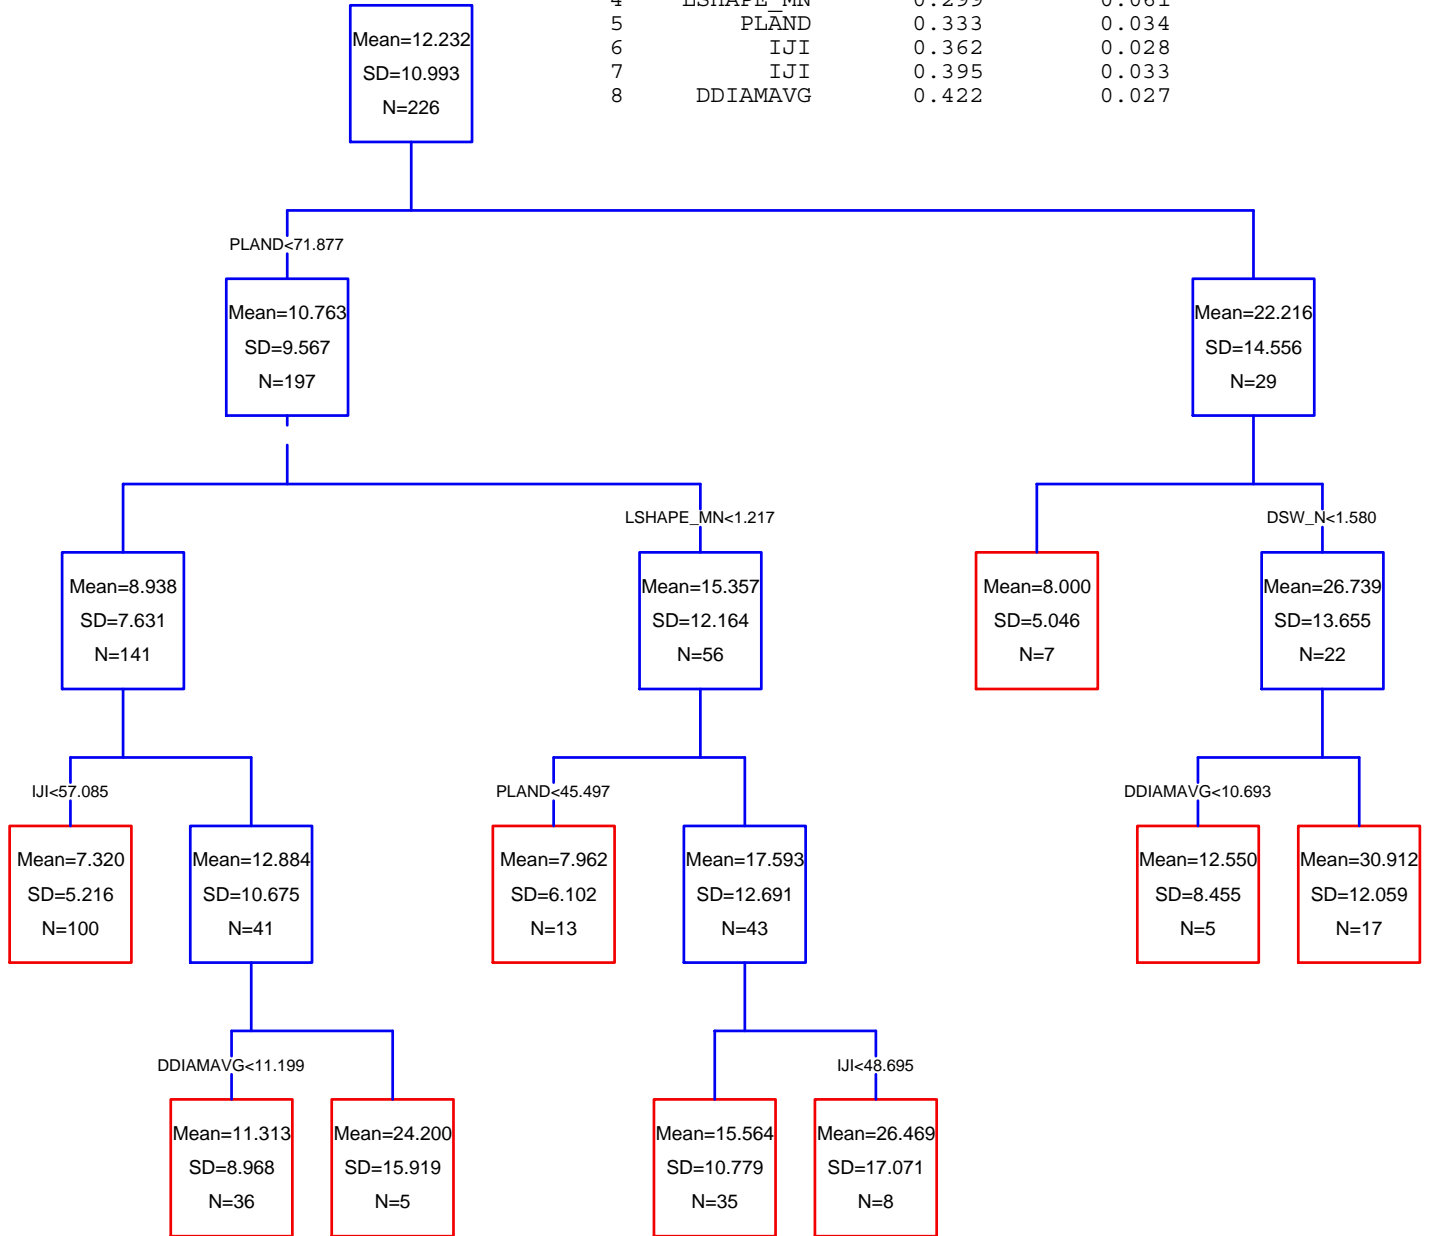 4 LSHAPE_MN 0.299 0.061
5 PLAND 0.333 0.034
6 IJI 0.362 0.028
7 IJI 0.395 0.033
8 DDIAMAVG 0.422 0.027
Mean=12.232
SD=10.993
N=226
PLAND<71.877
Mean=10.763
SD=9.567
N=197
Mean=22.216
SD=14.556
N=29
LSHAPE_MN<1.217
DSW_N<1.580
Mean=8.938
SD=7.631
N=141
Mean=15.357
SD=12.164
N=56
Mean=8.000
SD=5.046
N=7
Mean=26.739
SD=13.655
N=22
IJI<57.085
PLAND<45.497
DDIAMAVG<10.693
Mean=7.320
SD=5.216
N=100
Mean=12.884
SD=10.675
N=41
Mean=7.962
SD=6.102
N=13
Mean=17.593
SD=12.691
N=43
Mean=12.550
SD=8.455
N=5
Mean=30.912
SD=12.059
N=17
DDIAMAVG<11.199
IJI<48.695
Mean=11.313
SD=8.968
N=36
Mean=24.200
SD=15.919
N=5
Mean=15.564
SD=10.779
N=35
Mean=26.469
SD=17.071
N=8